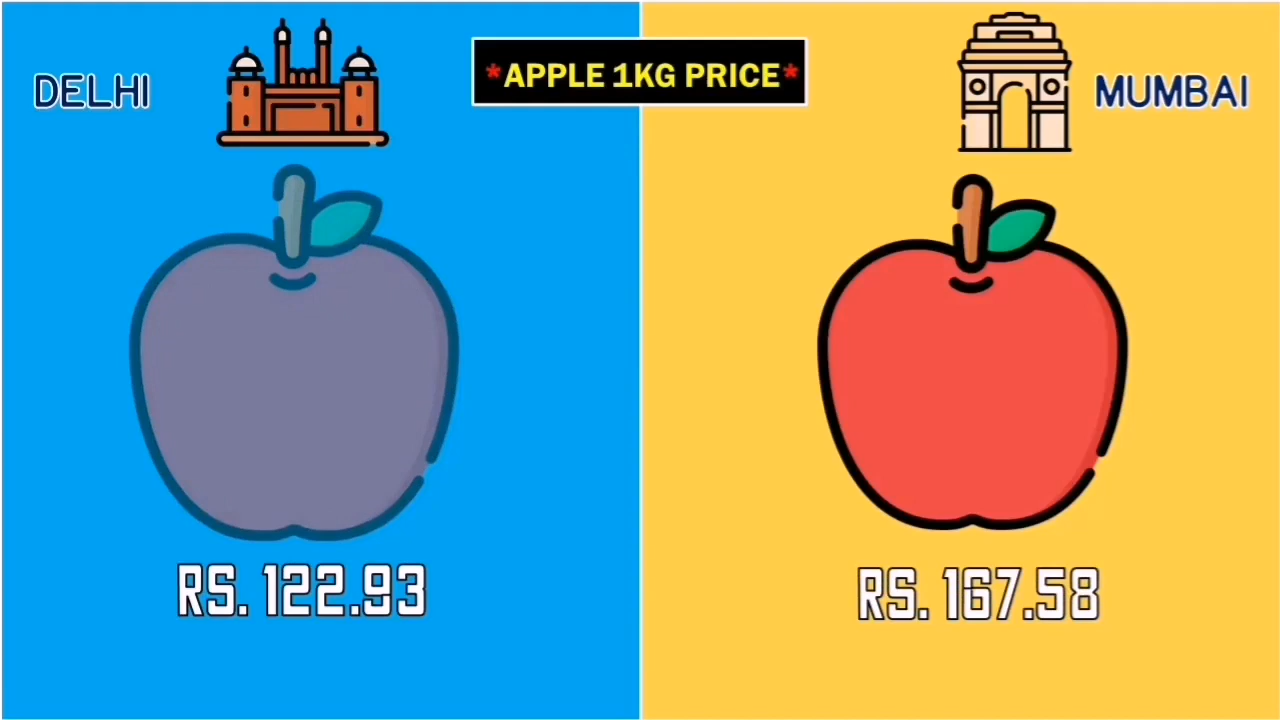 DELHI
*APPLE 1KG PRICE*
MUMBAI
RS. 122.93
RS. 167.58